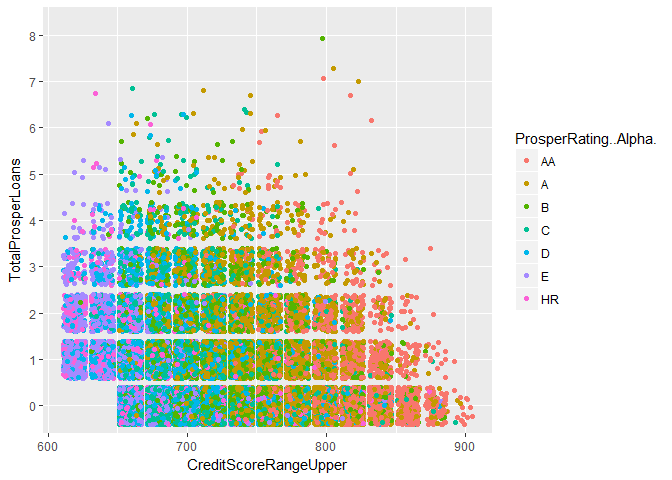 8
7
6
5
4
3
2
1
0
TotalProsperLoans
600
700
800
900
CreditScoreRangeUpper
ProsperRating..Alpha.
AA
A
B
C
D
E
HR